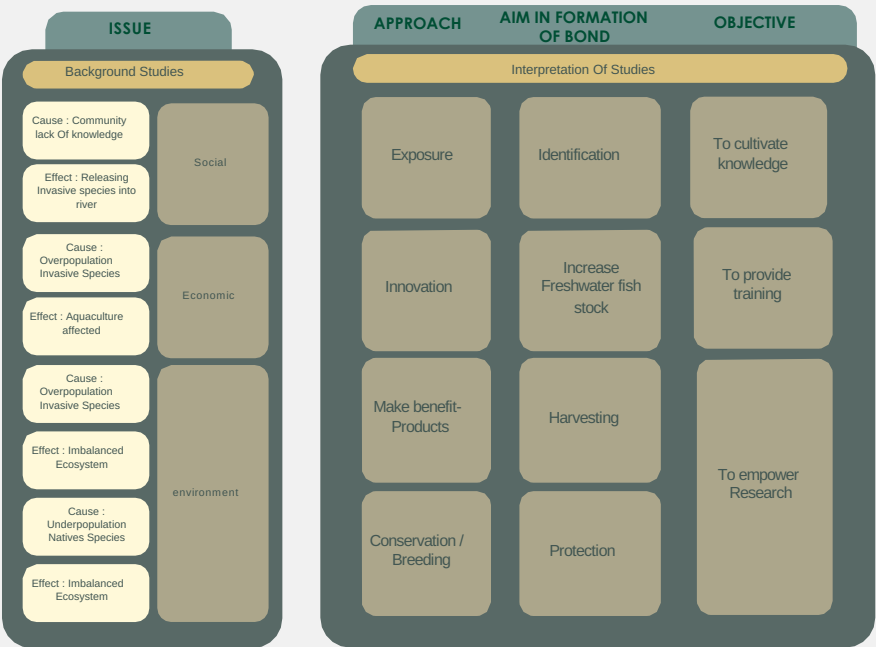 ISSUE
Background Studies
Cause : Community
lack Of knowledge
Effect : Releasing
Invasive species into
river
Social
Cause :
Overpopulation
Invasive Species
Effect : Aquaculture
affected
Economic
Cause :
Overpopulation
Invasive Species
Effect : Imbalanced
Ecosystem
Cause :
Underpopulation
Natives Species
Effect : Imbalanced
Ecosystem
environment
APPROACH
AIM IN FORMATION
OF BOND
OBJECTIVE
Interpretation Of Studies
Exposure
Identification
To cultivate
knowledge
Innovation
Increase
Freshwater fish
stock
To provide
training
Make benefit-
Products
Harvesting
To empower
Research
Conservation /
Breeding
Protection